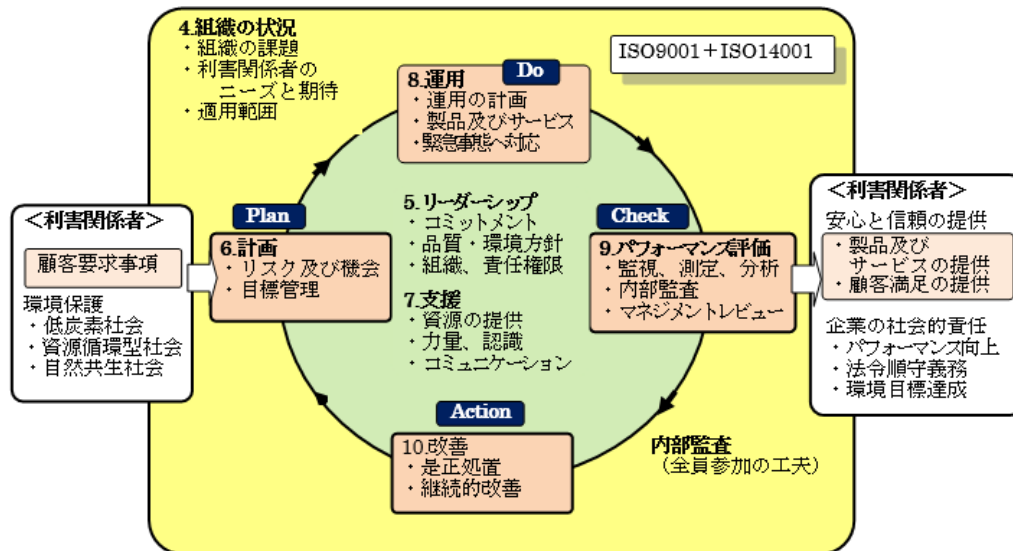 4.組織の状況
・組織の課題
・利害関係者の
ニーズと期待
・適用範囲
ISO9001＋ISO14001
Do
8.運用
・運用の計画
・製品及びサービス
・緊急事態へ対応
＜利害関係者＞
顧客要求事項
環境保護
・低炭素社会
・資源循環型社会
・自然共生社会
Plan
6.計画
・リスク及び機会
・目標管理
5.リーダーシップ
・コミットメント
・品質・環境方針
・組織、責任権限
7.支援
・資源の提供
・力量、認識
・コミュニケーション
Check
9.パフォーマンス評価
・監視、測定、分析
・内部監査
・マネジメントレビュー
＜利害関係者＞
安心と信頼の提供
・製品及び
サービスの提供
・顧客満足の提供
企業の社会的責任
・パフォーマンス向上
・法令順守義務
・環境目標達成
Action
10.改善
・是正処置
・継続的改善
内部監査
（全員参加の工夫）